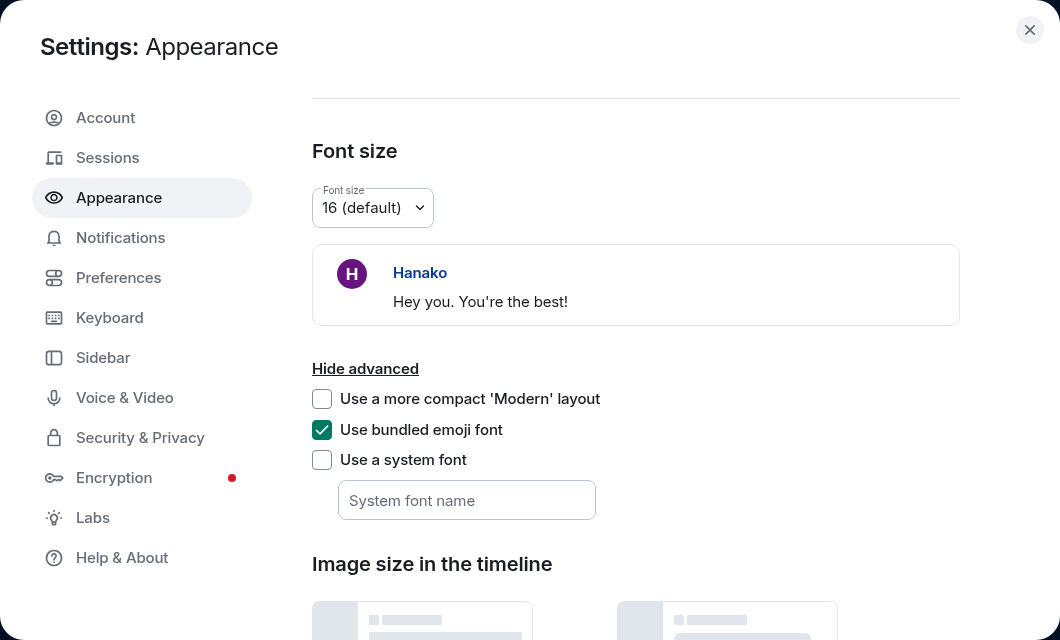 Settings: Appearance
Account
Sessions
Appearance
Notifications
Preferences
Keyboard
Sidebar
Voice & Video
Security & Privacy
Encryption
Labs
Help & About
Font size
Font size
16 (default)
H
Hanako
Hey you. You're the best!
Hide advanced
Use a more compact 'Modern' layout
Use bundled emoji font
Use a system font
System font name
Image size in the timeline